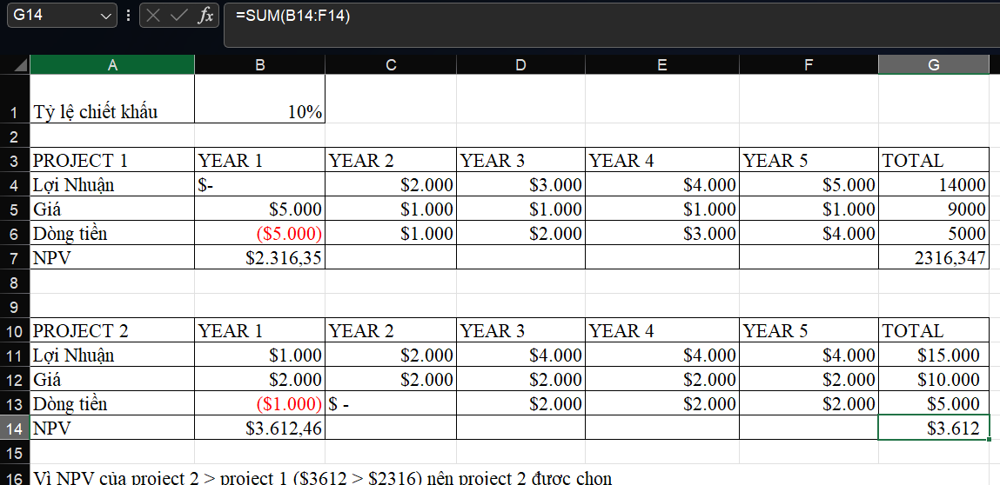 G14 fx =SUM(B14:F14)
A B C D E F G
1 Tỷ lệ chiết khấu 10%
2
3 PROJECT 1 YEAR 1 YEAR 2 YEAR 3 YEAR 4 YEAR 5 TOTAL
4 Lợi Nhuận $- $2.000 $3.000 $4.000 $5.000 14000
5 Giá $5.000 $1.000 $1.000 $1.000 $1.000 9000
6 Dòng tiền ($5.000) $1.000 $2.000 $3.000 $4.000 5000
7 NPV $2.316,35 2316,347
8
9
10 PROJECT 2 YEAR 1 YEAR 2 YEAR 3 YEAR 4 YEAR 5 TOTAL
11 Lợi Nhuận $1.000 $2.000 $4.000 $4.000 $4.000 $15.000
12 Giá $2.000 $2.000 $2.000 $2.000 $2.000 $10.000
13 Dòng tiền ($1.000) $ - $2.000 $2.000 $2.000 $5.000
14 NPV $3.612,46 $3.612
15
16 Vì NPV của project 2 > project 1 ($3612 > $2316) nên project 2 được chọn